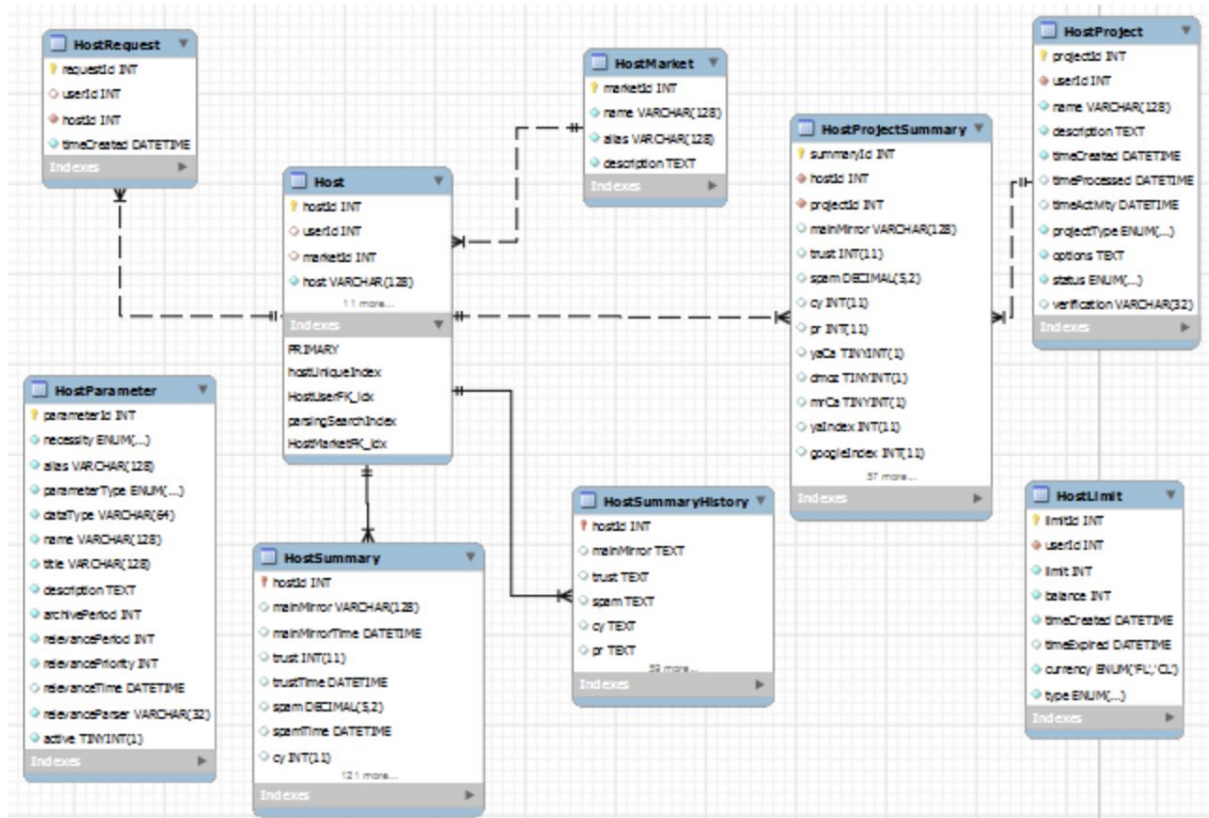 HostRequest
requestId INT
userId INT
hostId INT
timeCreated DATETIME
Indexes
HostMarket
marketId INT
name VARCHAR(128)
alias VARCHAR(128)
description TEXT
Indexes
HostProject
projectId INT
userId INT
name VARCHAR(128)
description TEXT
timeCreated DATETIME
timeProcessed DATETIME
timeActivity DATETIME
projectType ENUM(...)
options TEXT
status ENUM(...)
verification VARCHAR(32)
Indexes
HostProjectSummary
summaryId INT
hostId INT
projectId INT
mainMirror VARCHAR(128)
trust INT(11)
spam DECIMAL(5,2)
cy INT(11)
pr INT(11)
yaCa TINYINT(1)
dmoz TINYINT(1)
mrCa TINYINT(1)
yaIndex INT(11)
googleIndex INT(11)
57 more...
Indexes
Host
hostId INT
userId INT
marketId INT
host VARCHAR(128)
11 more...
Indexes
PRIMARY
hostUniqueIndex
HostUserFK_idx
parsingSearchIndex
HostMarketFK_idx
HostParameter
parameterId INT
necessity ENUM(...)
alias VARCHAR(128)
parameterType ENUM(...)
dataType VARCHAR(64)
name VARCHAR(128)
title VARCHAR(128)
description TEXT
archivePeriod INT
relevancePeriod INT
relevancePriority INT
relevanceTime DATETIME
relevanceParser VARCHAR(32)
active TINYINT(1)
Indexes
HostSummary
hostId INT
mainMirror VARCHAR(128)
mainMirrorTime DATETIME
trust INT(11)
trustTime DATETIME
spam DECIMAL(5,2)
spamTime DATETIME
cy INT(11)
121 more...
Indexes
HostSummaryHistory
hostId INT
mainMirror TEXT
trust TEXT
spam TEXT
cy TEXT
pr TEXT
59 more...
Indexes
HostLimit
limitId INT
userId INT
limit INT
balance INT
timeCreated DATETIME
timeExpired DATETIME
currency ENUM('FL','CL')
type ENUM(...)
Indexes